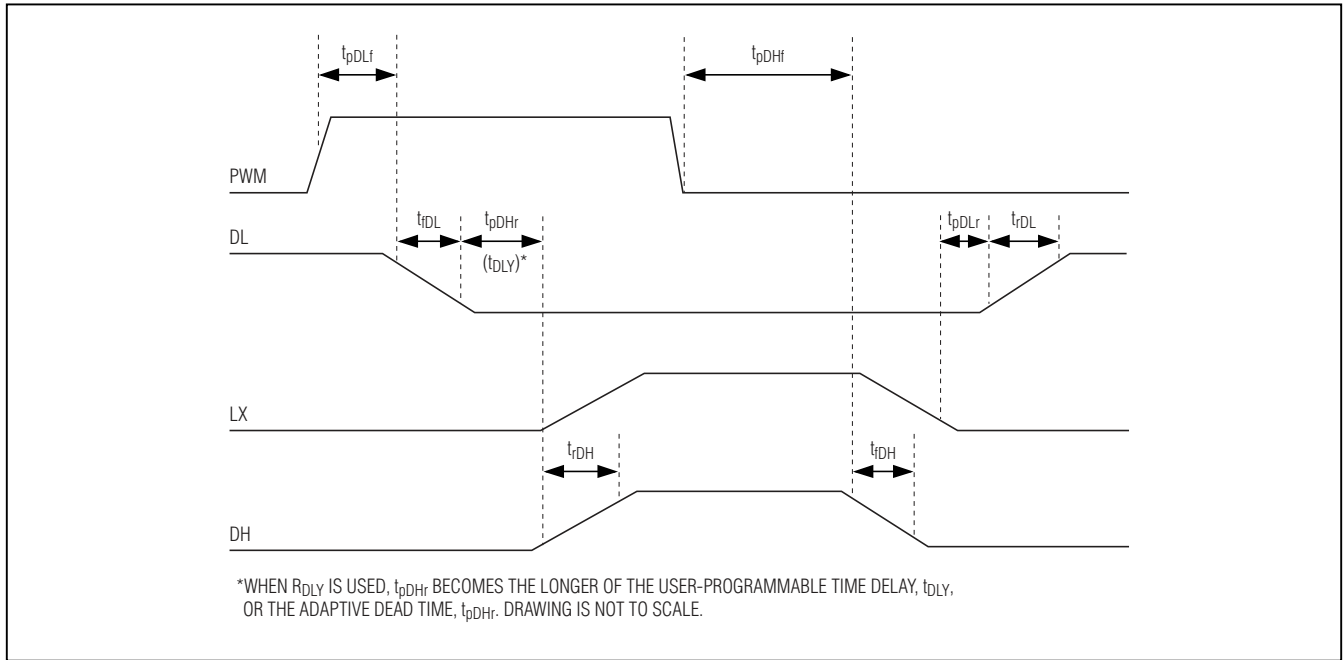 tpDLf
tpDHf
PWM
tfDL
tpDHr
tpDLr
trDL
DL
(tDLY)*
LX
trDH
tfDH
DH
*WHEN RDLY IS USED, tpDHr BECOMES THE LONGER OF THE USER-PROGRAMMABLE TIME DELAY, tDLY,
OR THE ADAPTIVE DEAD TIME, tpDHr. DRAWING IS NOT TO SCALE.